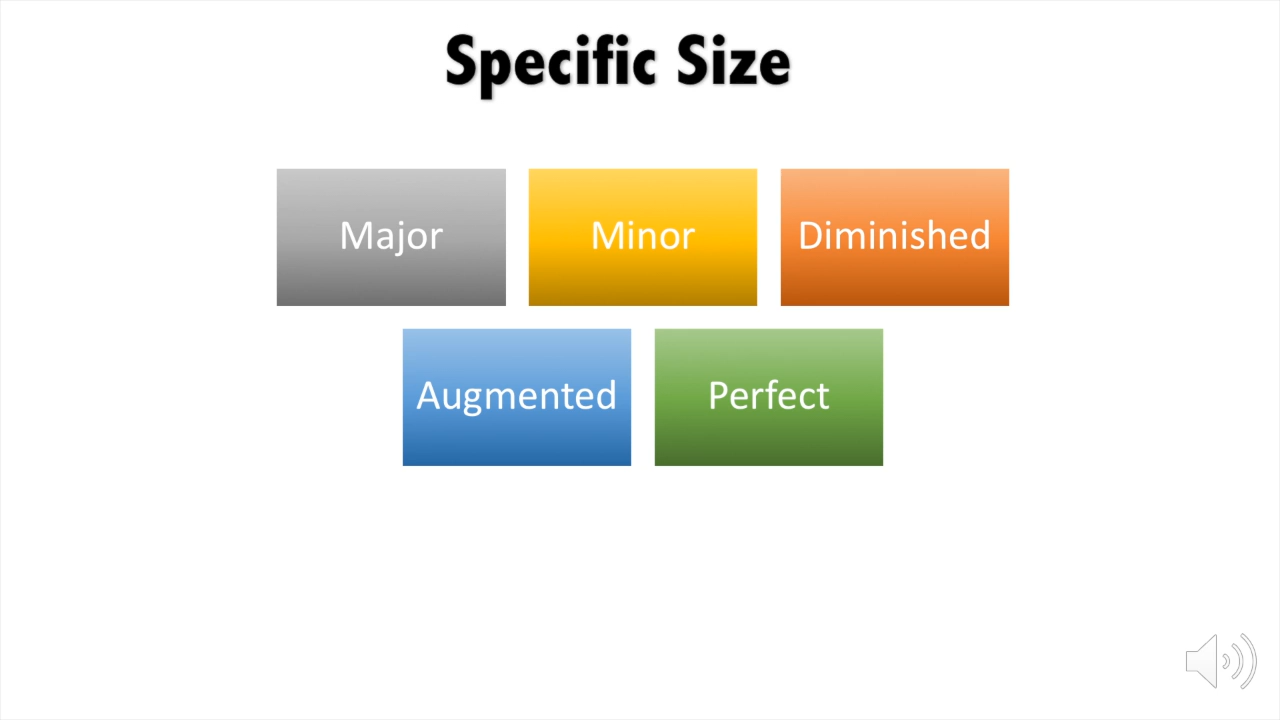 Specific Size
Major
Minor
Diminished
Augmented
Perfect